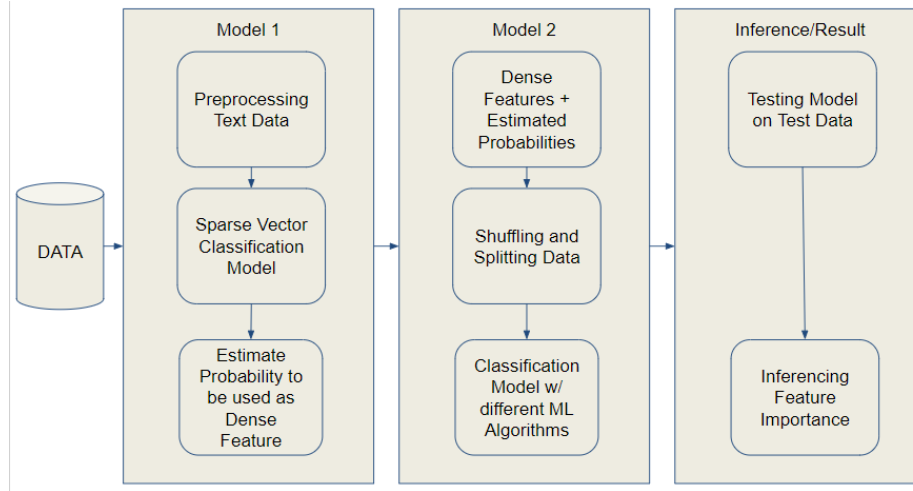 DATA
Model 1
Preprocessing
Text Data
Sparse Vector
Classification
Model
Estimate
Probability to
be used as
Dense
Feature
Model 2
Dense
Features +
Estimated
Probabilities
Shuffling and
Splitting Data
Classification
Model w/
different ML
Algorithms
Inference/Result
Testing Model
on Test Data
Inferencing
Feature
Importance